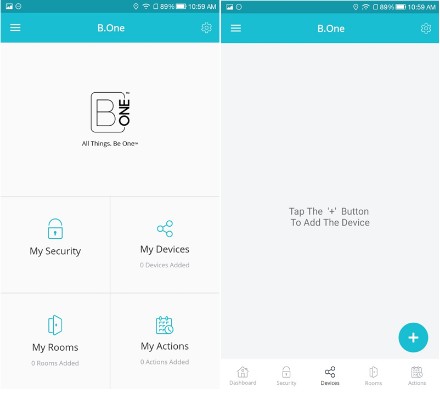 89% 10:59 AM
B.One
B
ONE
™
All Things. Be One™
My Security
My Devices
0 Devices Added
My Rooms
0 Rooms Added
My Actions
0 Actions Added
89% 10:59 AM
B.One
Tap The '+' Button
To Add The Device
+
Dashboard
Security
Devices
Rooms
Actions